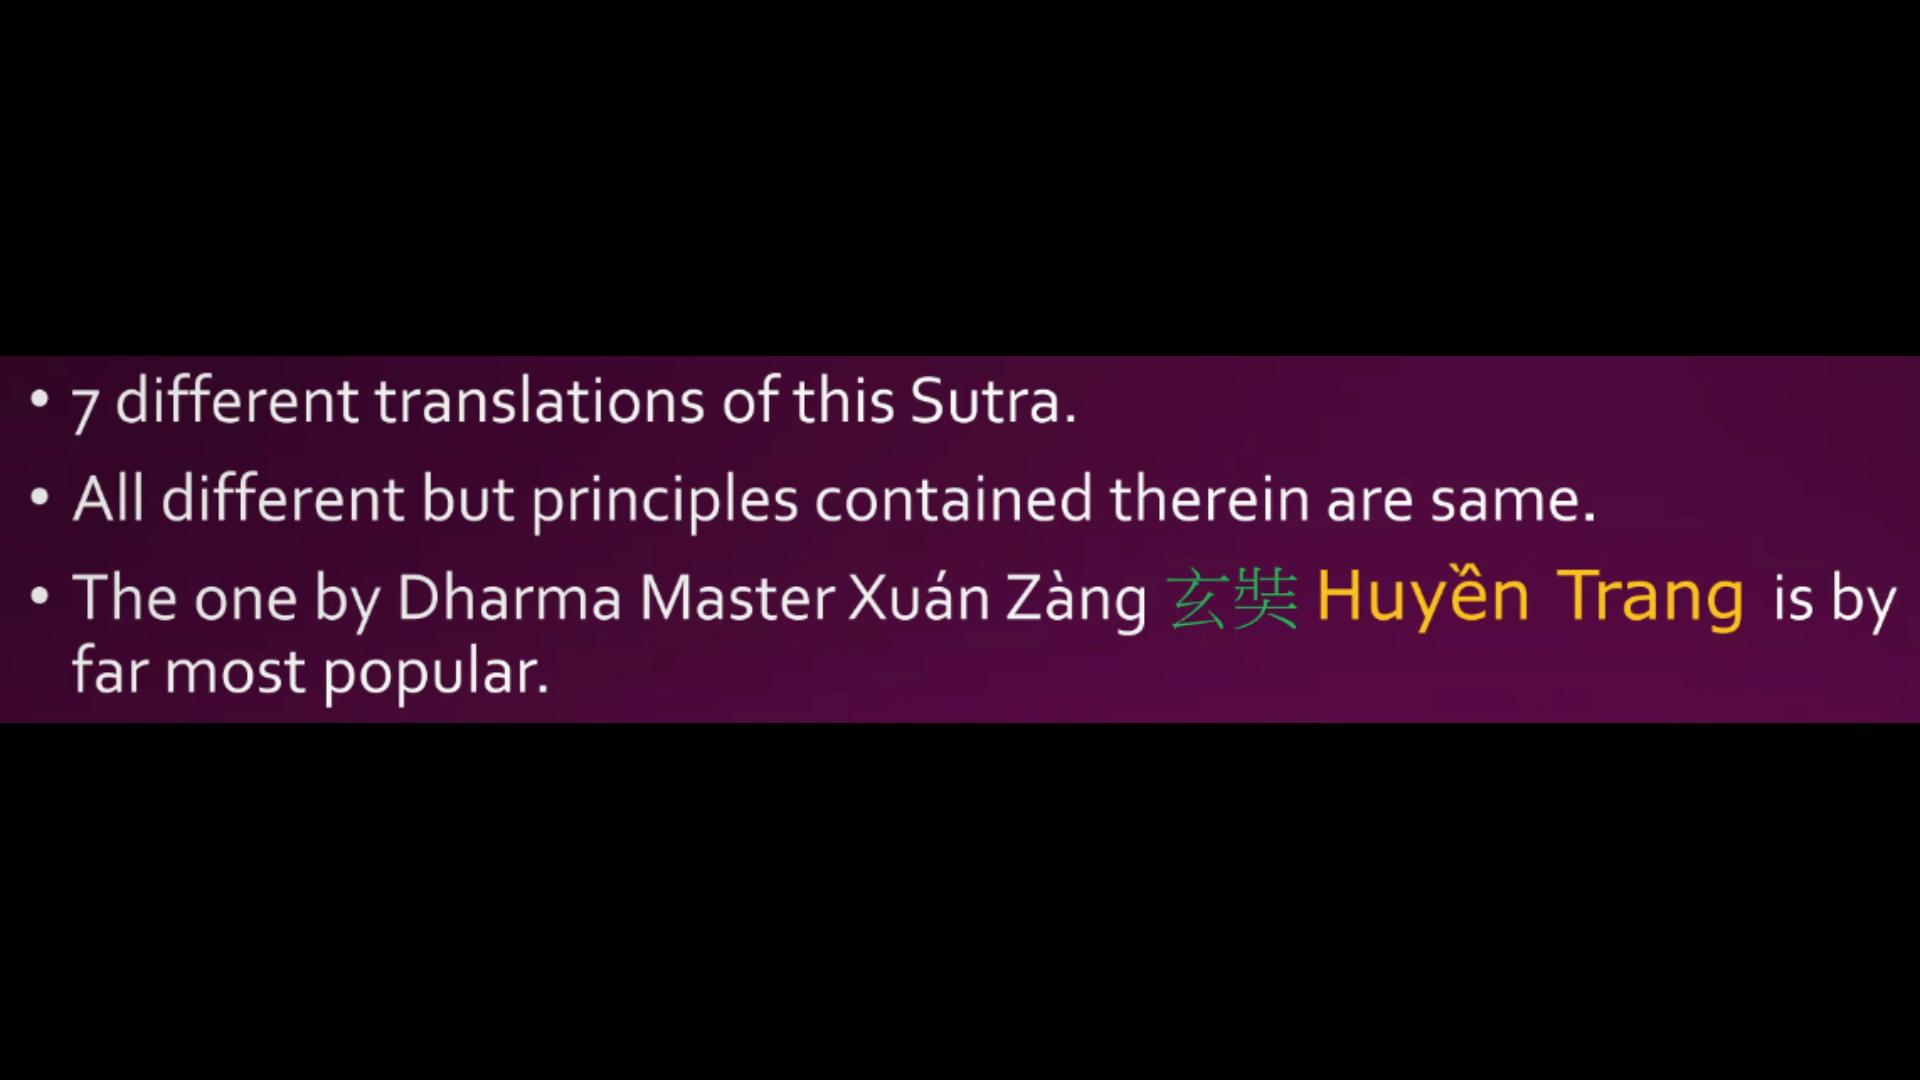 • 7 different translations of this Sutra.
• All different but principles contained therein are same.
• The one by Dharma Master Xuán Zàng 玄奘 Huyền Trang is by
far most popular.